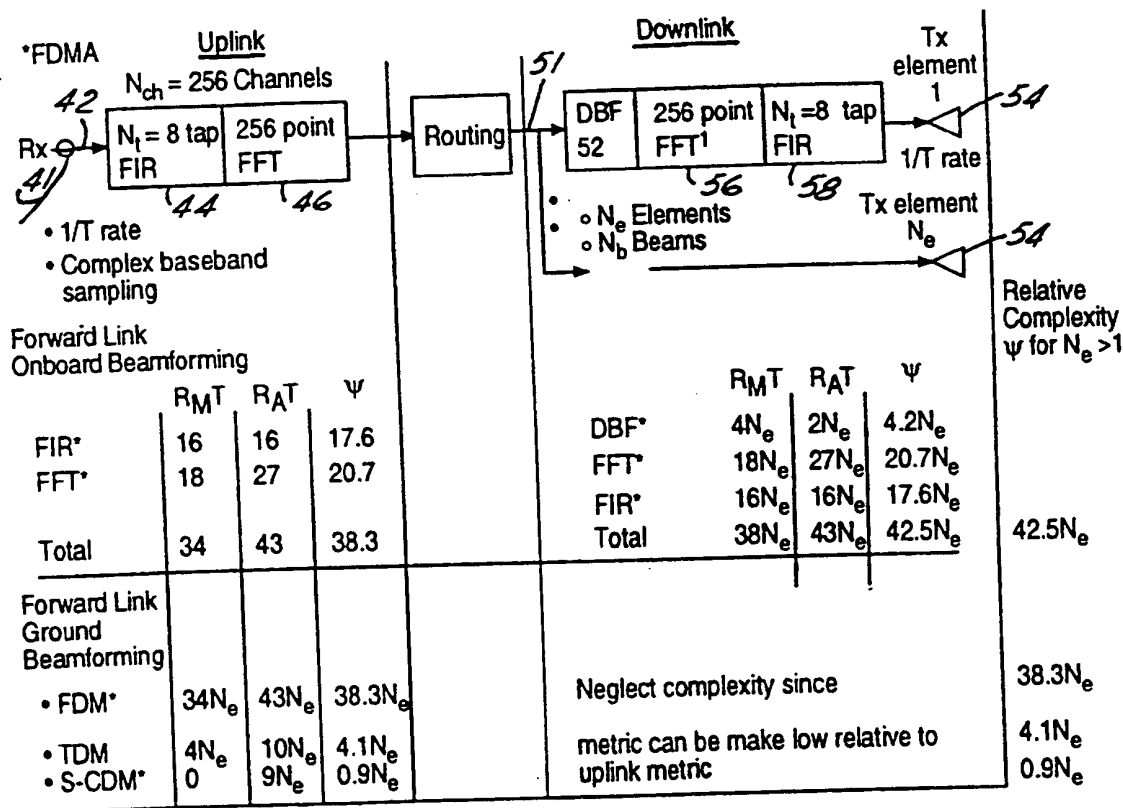 *FDMA
Uplink
N_ch = 256 Channels
42
Rx
41
N_t = 8 tap
FIR
44
256 point
FFT
46
• 1/T rate
• Complex baseband
sampling
Routing
51
Downlink
DBF
52
256 point
FFT¹
56
N_t =8 tap
FIR
58
Tx
element
1
54
1/T rate
o N_e Elements
o N_b Beams
Tx element
N_e
54
Relative
Complexity
ψ for N_e >1
Forward Link
Onboard Beamforming
R_MT R_AT ψ
FIR* 16 16 17.6
FFT* 18 27 20.7
Total 34 43 38.3
R_MT R_AT ψ
DBF* 4N_e 2N_e 4.2N_e
FFT* 18N_e 27N_e 20.7N_e
FIR* 16N_e 16N_e 17.6N_e
Total 38N_e 43N_e 42.5N_e 42.5N_e
Forward Link
Ground
Beamforming
• FDM* 34N_e 43N_e 38.3N_e Neglect complexity since 38.3N_e
• TDM 4N_e 10N_e 4.1N_e metric can be make low relative to 4.1N_e
• S-CDM* 0 9N_e 0.9N_e uplink metric 0.9N_e